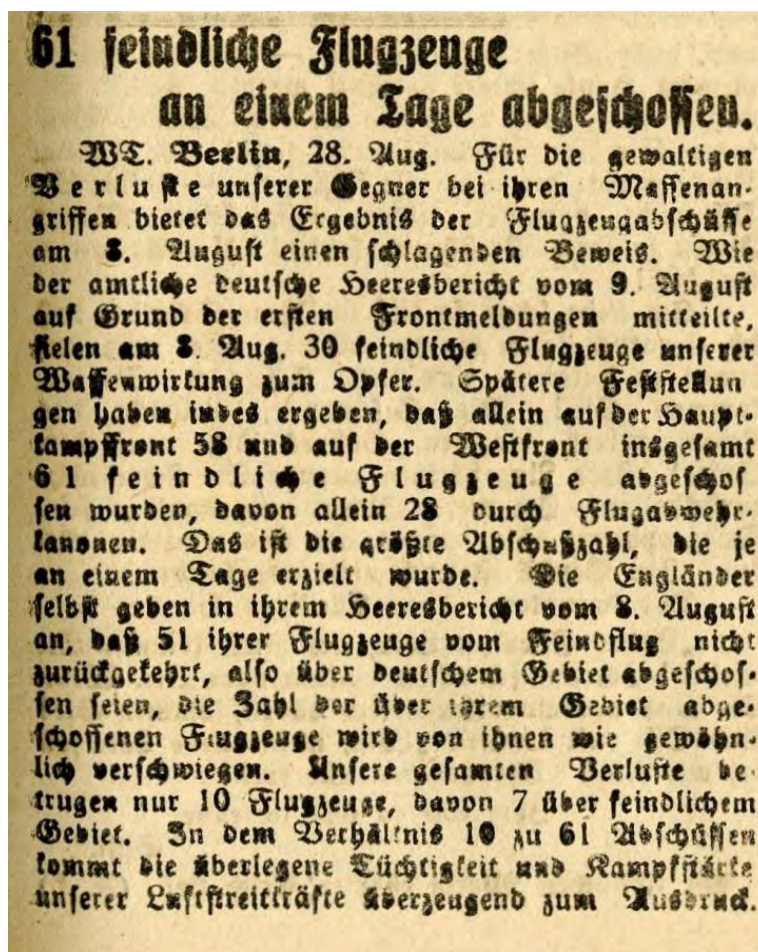 61 feindliche Flugzeuge
an einem Tage abgeschossen.
WT. Berlin, 28. Aug. Für die gewaltigen
Verluste unserer Gegner bei ihren Massenan-
griffen bietet das Ergebnis der Flugzeugabschüsse
am 8. August einen schlagenden Beweis. Wie
der amtliche deutsche Heeresbericht vom 9. August
auf Grund der ersten Frontmeldungen mitteilte,
fielen am 8. Aug. 30 feindliche Flugzeuge unserer
Waffenwirkung zum Opfer. Spätere Feststellun
gen haben indes ergeben, daß allein auf der Haupt-
kampffront 58 und auf der Westfront insgesamt
61 feindliche Flugzeuge abgeschos
sen wurden, davon allein 28 durch Flugabwehr-
kanonen. Das ist die größte Abschußzahl, die je
an einem Tage erzielt wurde. Die Engländer
selbst geben in ihrem Heeresbericht vom 8. August
an, daß 51 ihrer Flugzeuge vom Feindflug nicht
zurückgekehrt, also über deutschem Gebiet abgeschos-
sen seien, die Zahl der über ihrem Gebiet abge-
schossenen Flugzeuge wird von ihnen wie gewöhn-
lich verschwiegen. Unsere gesamten Verluste be
trugen nur 10 Flugzeuge, davon 7 über feindlichem
Gebiet. In dem Verhältnis 10 zu 61 Abschüssen
kommt die überlegene Tüchtigkeit und Kampfstärke
unserer Luftstreitkräfte überzeugend zum Ausdruck.